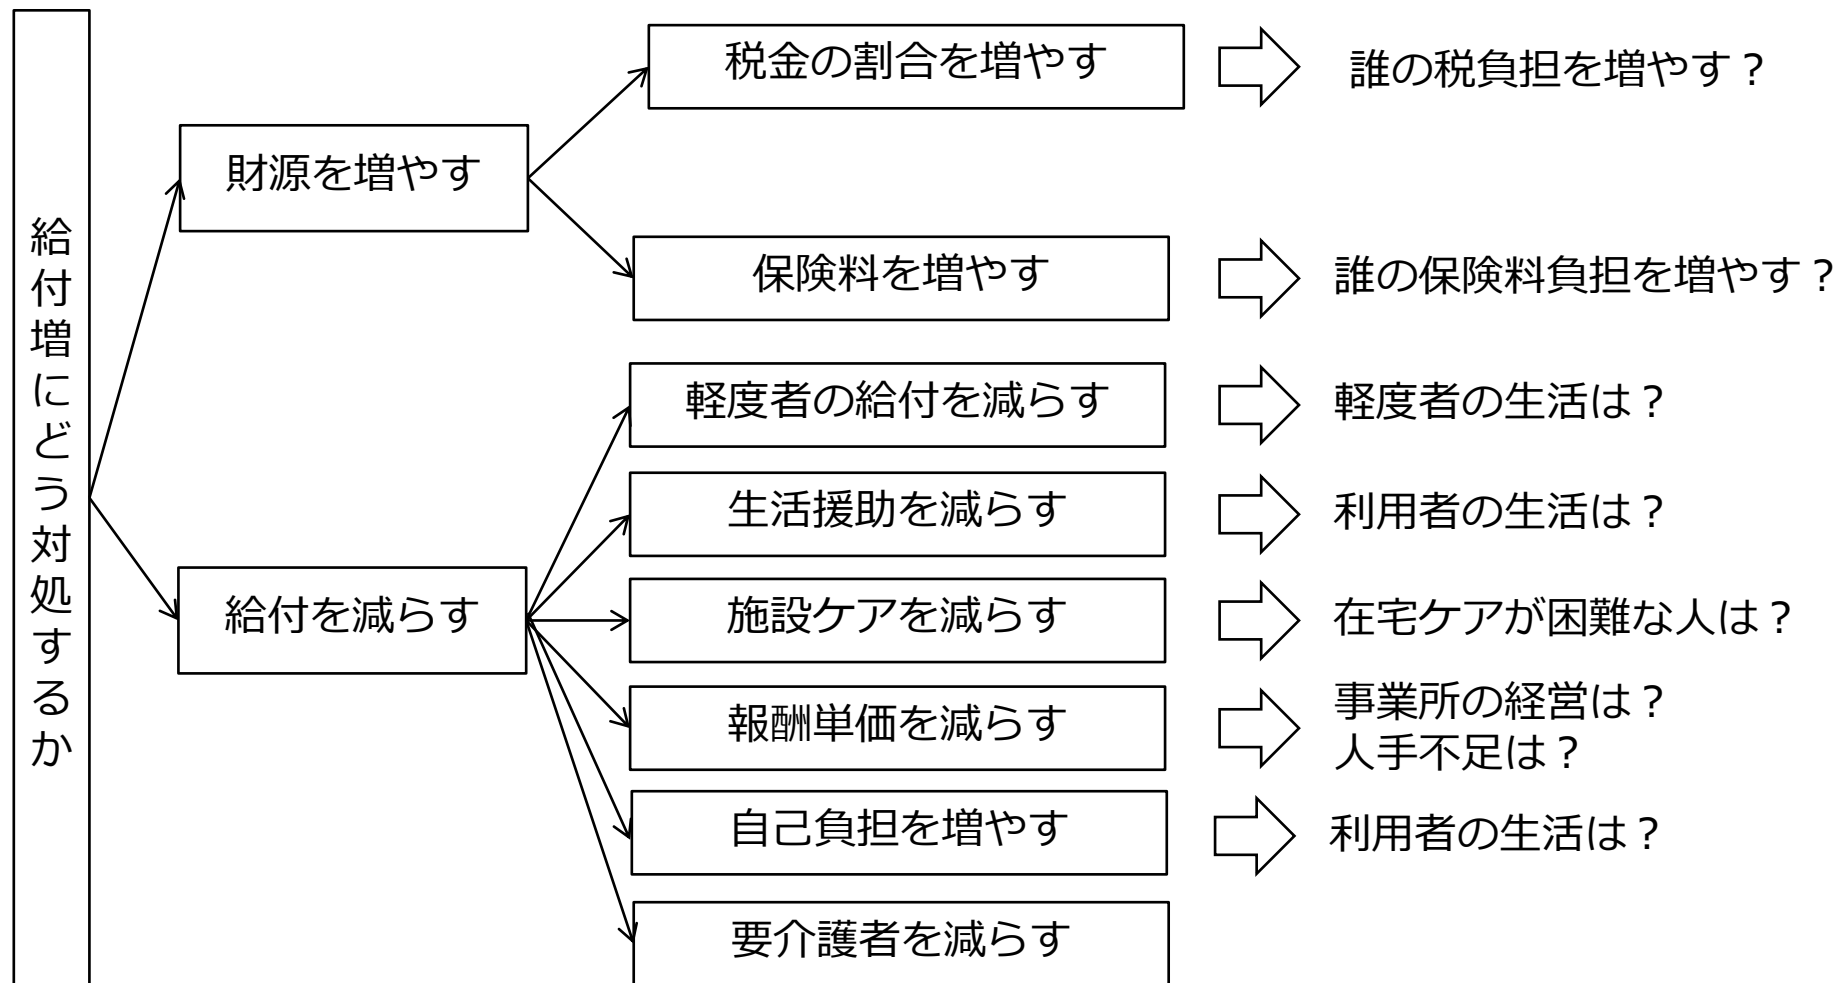 給付増にどう対処するか
財源を増やす
税金の割合を増やす
誰の税負担を増やす？
保険料を増やす
誰の保険料負担を増やす？
給付を減らす
軽度者の給付を減らす
軽度者の生活は？
生活援助を減らす
利用者の生活は？
施設ケアを減らす
在宅ケアが困難な人は？
報酬単価を減らす
事業所の経営は？
人手不足は？
自己負担を増やす
利用者の生活は？
要介護者を減らす